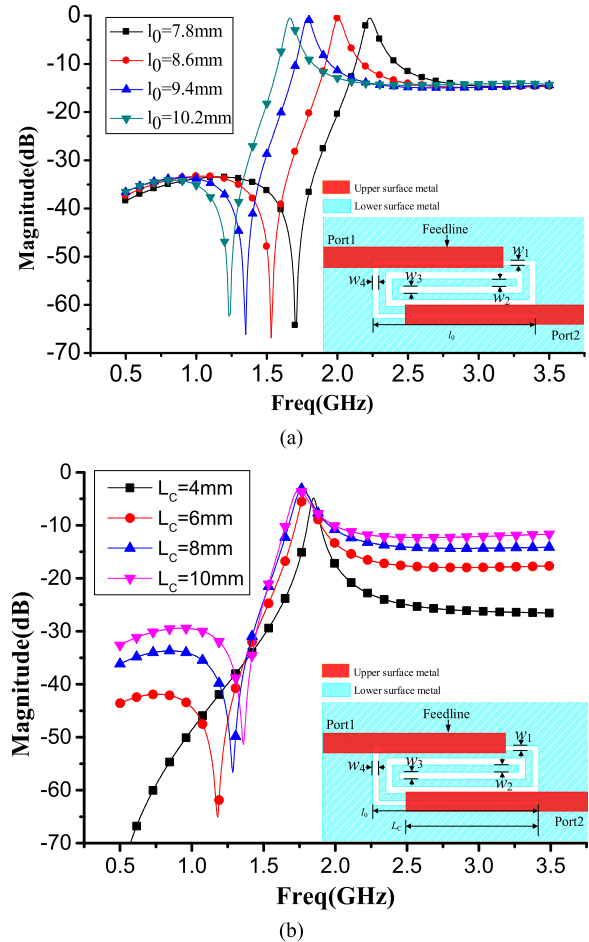 0
-10
-20
-30
-40
-50
-60
-70
Magnitude(dB)
l0=7.8mm
l0=8.6mm
l0=9.4mm
l0=10.2mm
Upper surface metal
Lower surface metal
Feedline
Port1
w1
w4
w3
w2
l0
Port2
0.5 1.0 1.5 2.0 2.5 3.0 3.5
Freq(GHz)
(a)
0
-10
-20
-30
-40
-50
-60
-70
Magnitude(dB)
LC=4mm
LC=6mm
LC=8mm
LC=10mm
Upper surface metal
Lower surface metal
Feedline
Port1
w1
w4
w3
w2
l0
LC
Port2
0.5 1.0 1.5 2.0 2.5 3.0 3.5
Freq(GHz)
(b)